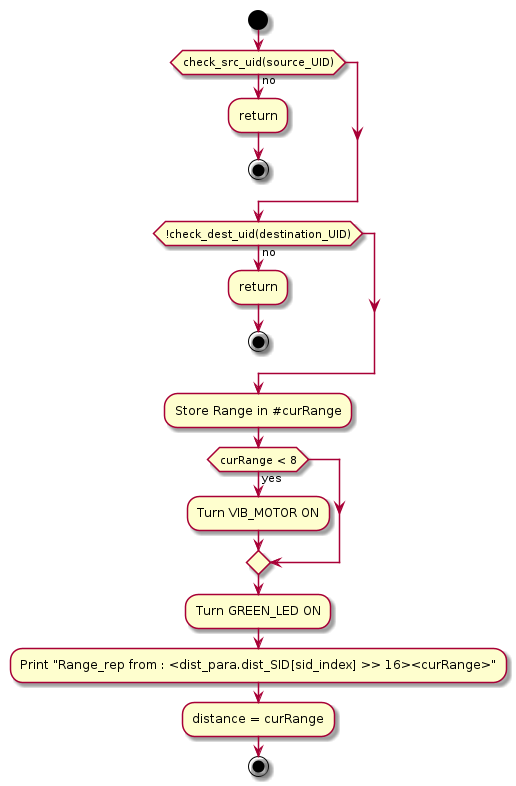 check_src_uid(source_UID)
no
return
!check_dest_uid(destination_UID)
no
return
Store Range in #curRange
curRange < 8
yes
Turn VIB_MOTOR ON
Turn GREEN_LED ON
Print "Range_rep from : <dist_para.dist_SID[sid_index] >> 16><curRange>"
distance = curRange